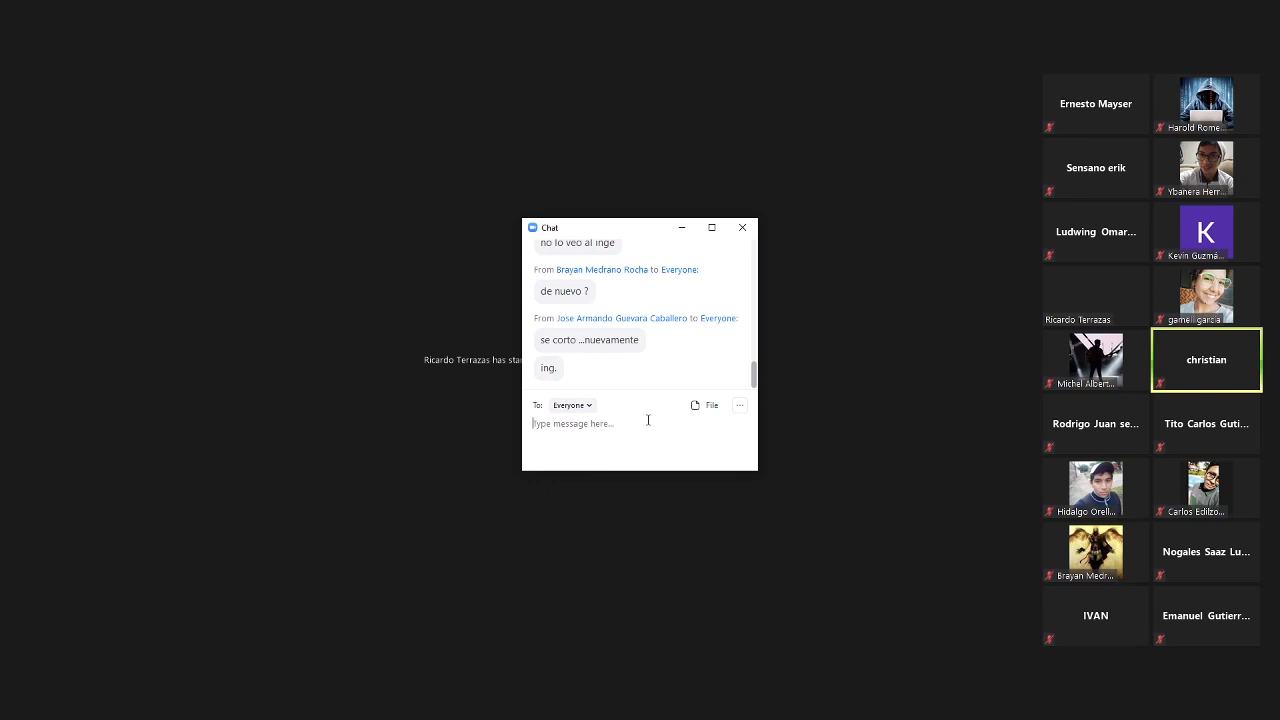 Ernesto Mayser
Harold Rome...
Sensano erik
Ybanera Herr...
Ludwing Omar...
K
Kevin Guzmá...
Ricardo Terrazas
gamelí garcia
Michel Albert...
christian
Rodrigo Juan se...
Tito Carlos Guti...
Hidalgo Orell...
Carlos Edilzo...
Brayan Medr...
Nogales Saaz Lu...
IVAN
Emanuel Gutierr...
Ricardo Terrazas has star
Chat
no lo veo al inge
From Brayan Medrano Rocha to Everyone:
de nuevo ?
From Jose Armando Guevara Caballero to Everyone:
se corto ...nuevamente
ing.
To: Everyone
File
Type message here...